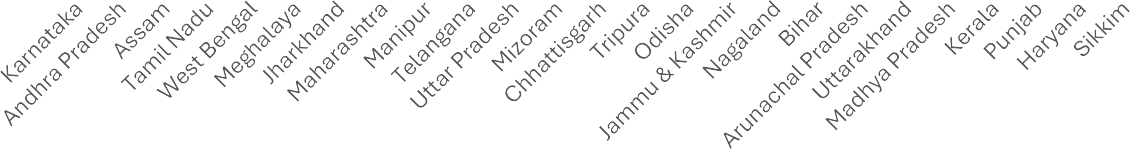 Karnataka
Andhra Pradesh
Assam
Tamil Nadu
West Bengal
Meghalaya
Jharkhand
Maharashtra
Manipur
Telangana
Uttar Pradesh
Mizoram
Chhattisgarh
Tripura
Odisha
Jammu & Kashmir
Nagaland
Bihar
Arunachal Pradesh
Uttarakhand
Madhya Pradesh
Kerala
Punjab
Haryana
Sikkim